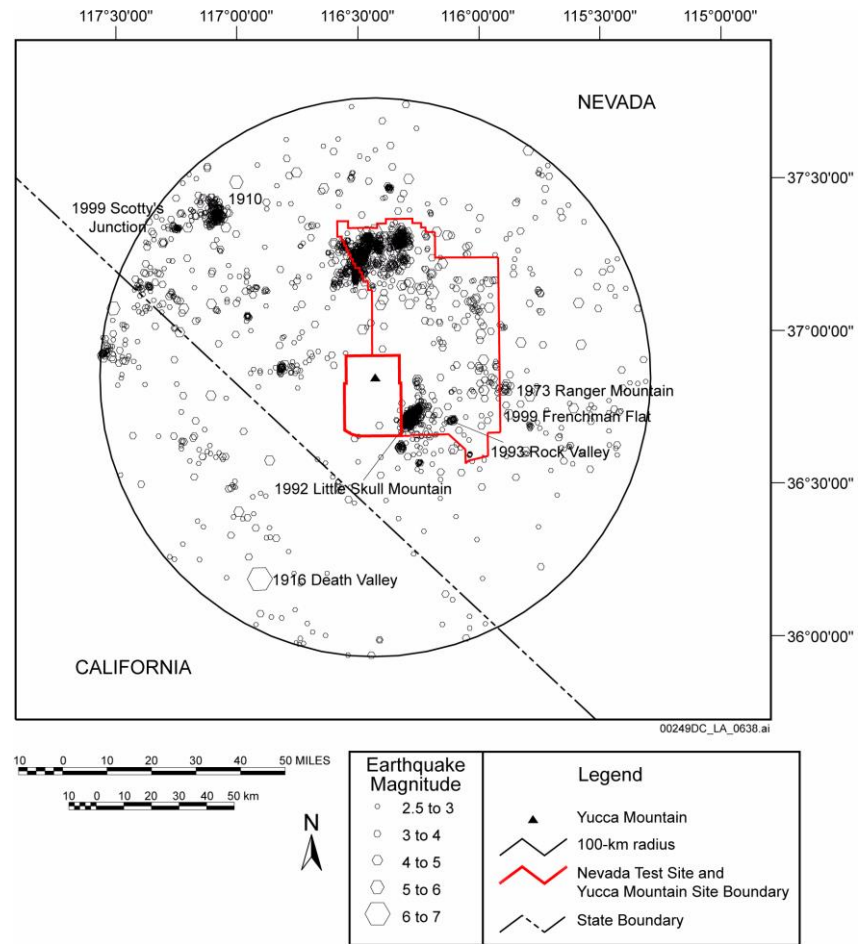 117°30'00"
117°00'00"
116°30'00"
116°00'00"
115°30'00"
115°00'00"
NEVADA
37°30'00"
1910
1999 Scotty's
Junction
37°00'00"
1973 Ranger Mountain
1999 Frenchman Flat
1993 Rock Valley
1992 Little Skull Mountain
36°30'00"
1916 Death Valley
36°00'00"
CALIFORNIA
00249DC_LA_0638.ai
10 0 10 20 30 40 50 MILES
10 0 10 20 30 40 50 km
N
Earthquake
Magnitude
2.5 to 3
3 to 4
4 to 5
5 to 6
6 to 7
Legend
Yucca Mountain
100-km radius
Nevada Test Site and
Yucca Mountain Site Boundary
State Boundary